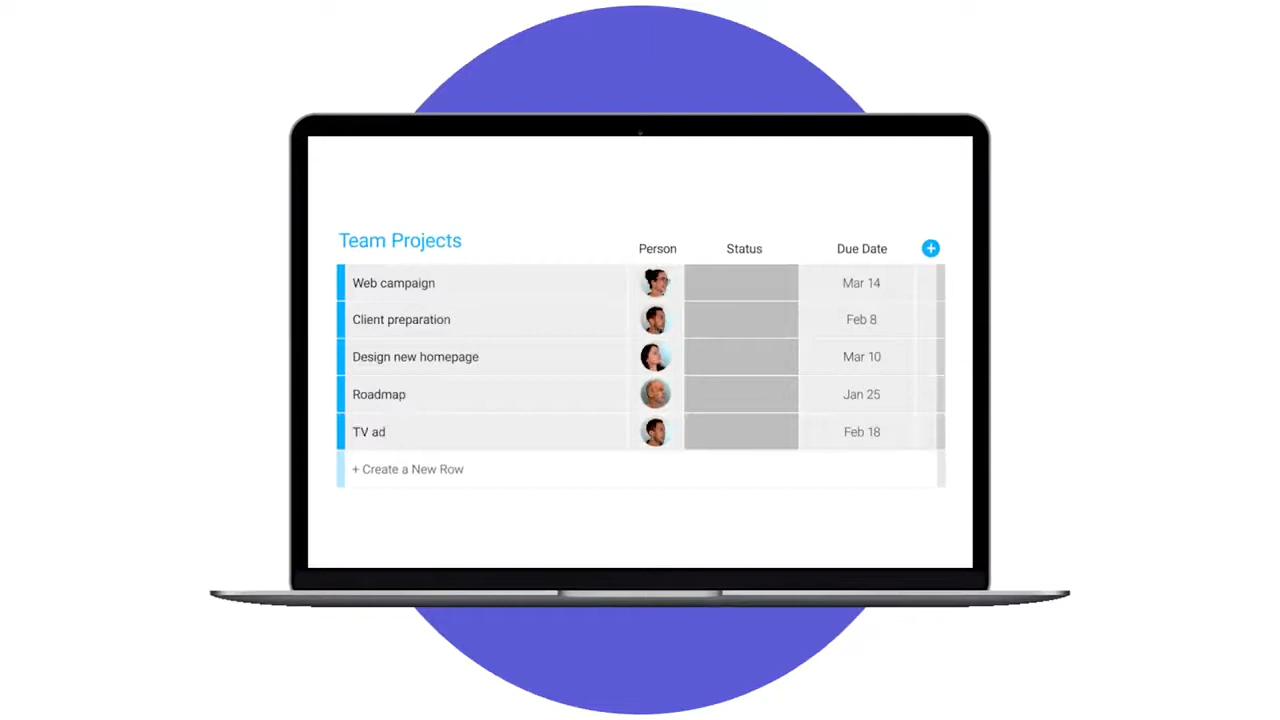 Team Projects
Person Status Due Date
Web campaign Mar 14
Client preparation Feb 8
Design new homepage Mar 10
Roadmap Jan 25
TV ad Feb 18
+ Create a New Row